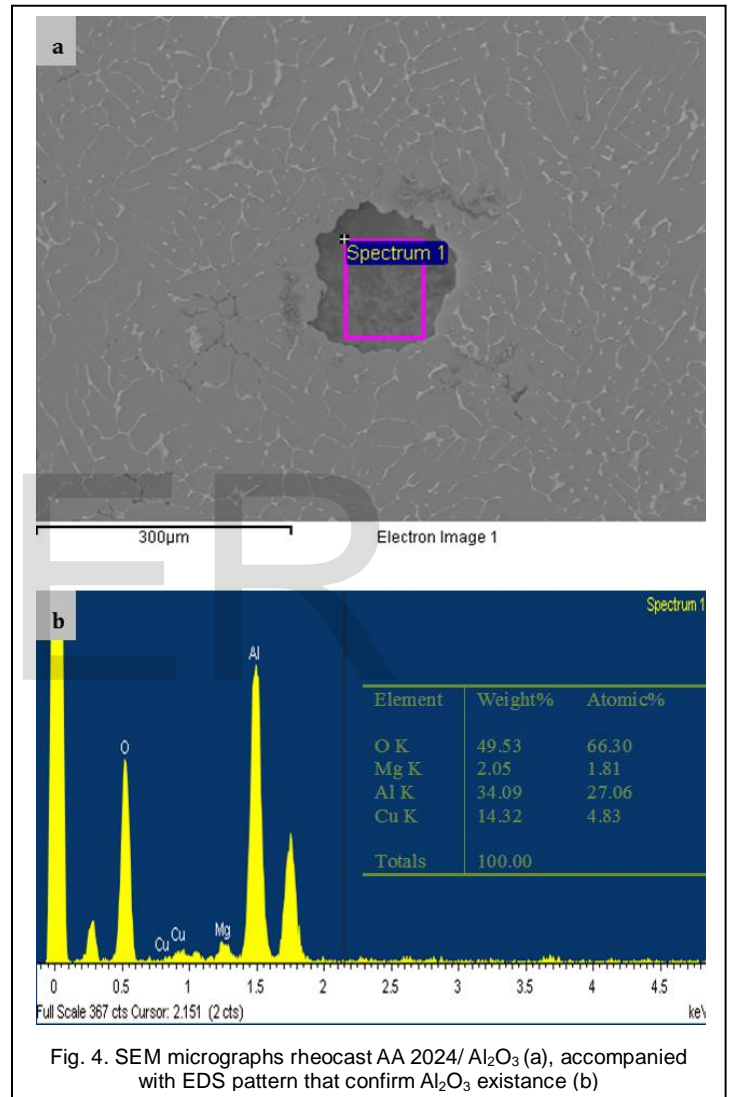 a
Spectrum 1
300µm
Electron Image 1
ER
b
Spectrum 1
Al
O
Cu
Cu
Mg
Element Weight% Atomic%
O K 49.53 66.30
Mg K 2.05 1.81
Al K 34.09 27.06
Cu K 14.32 4.83
Totals 100.00
0 0.5 1 1.5 2 2.5 3 3.5 4 4.5
Full Scale 367 cts Cursor: 2.151 (2 cts) keV
Fig. 4. SEM micrographs rheocast AA 2024/ Al₂O₃ (a), accompanied
with EDS pattern that confirm Al₂O₃ existance (b)